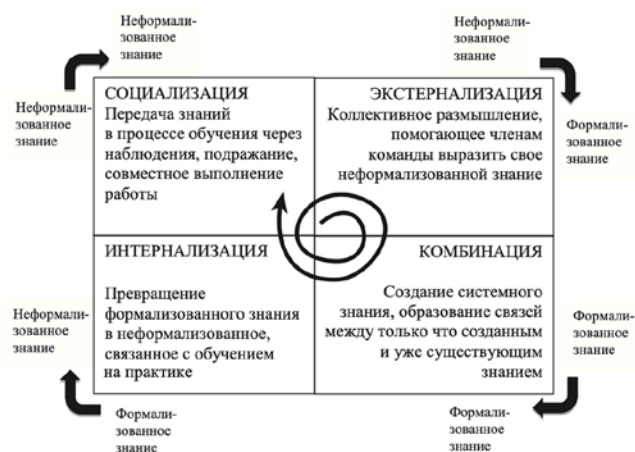 Неформали-
зованное
знание
Неформали-
зованное
знание
Неформали-
зованное
знание
Формали-
зованное
знание
СОЦИАЛИЗАЦИЯ
Передача знаний
в процессе обучения через
наблюдения, подражание,
совместное выполнение
работы
ЭКСТЕРНАЛИЗАЦИЯ
Коллективное размышление,
помогающее членам
команды выразить свое
неформализованной знание
ИНТЕРНАЛИЗАЦИЯ
Превращение
формализованного знания
в неформализованное,
связанное с обучением
на практике
КОМБИНАЦИЯ
Создание системного
знания, образование связей
между только что созданным
и уже существующим
знанием
Неформали-
зованное
знание
Формали-
зованное
знание
Формали-
зованное
знание
Формали-
зованное
знание